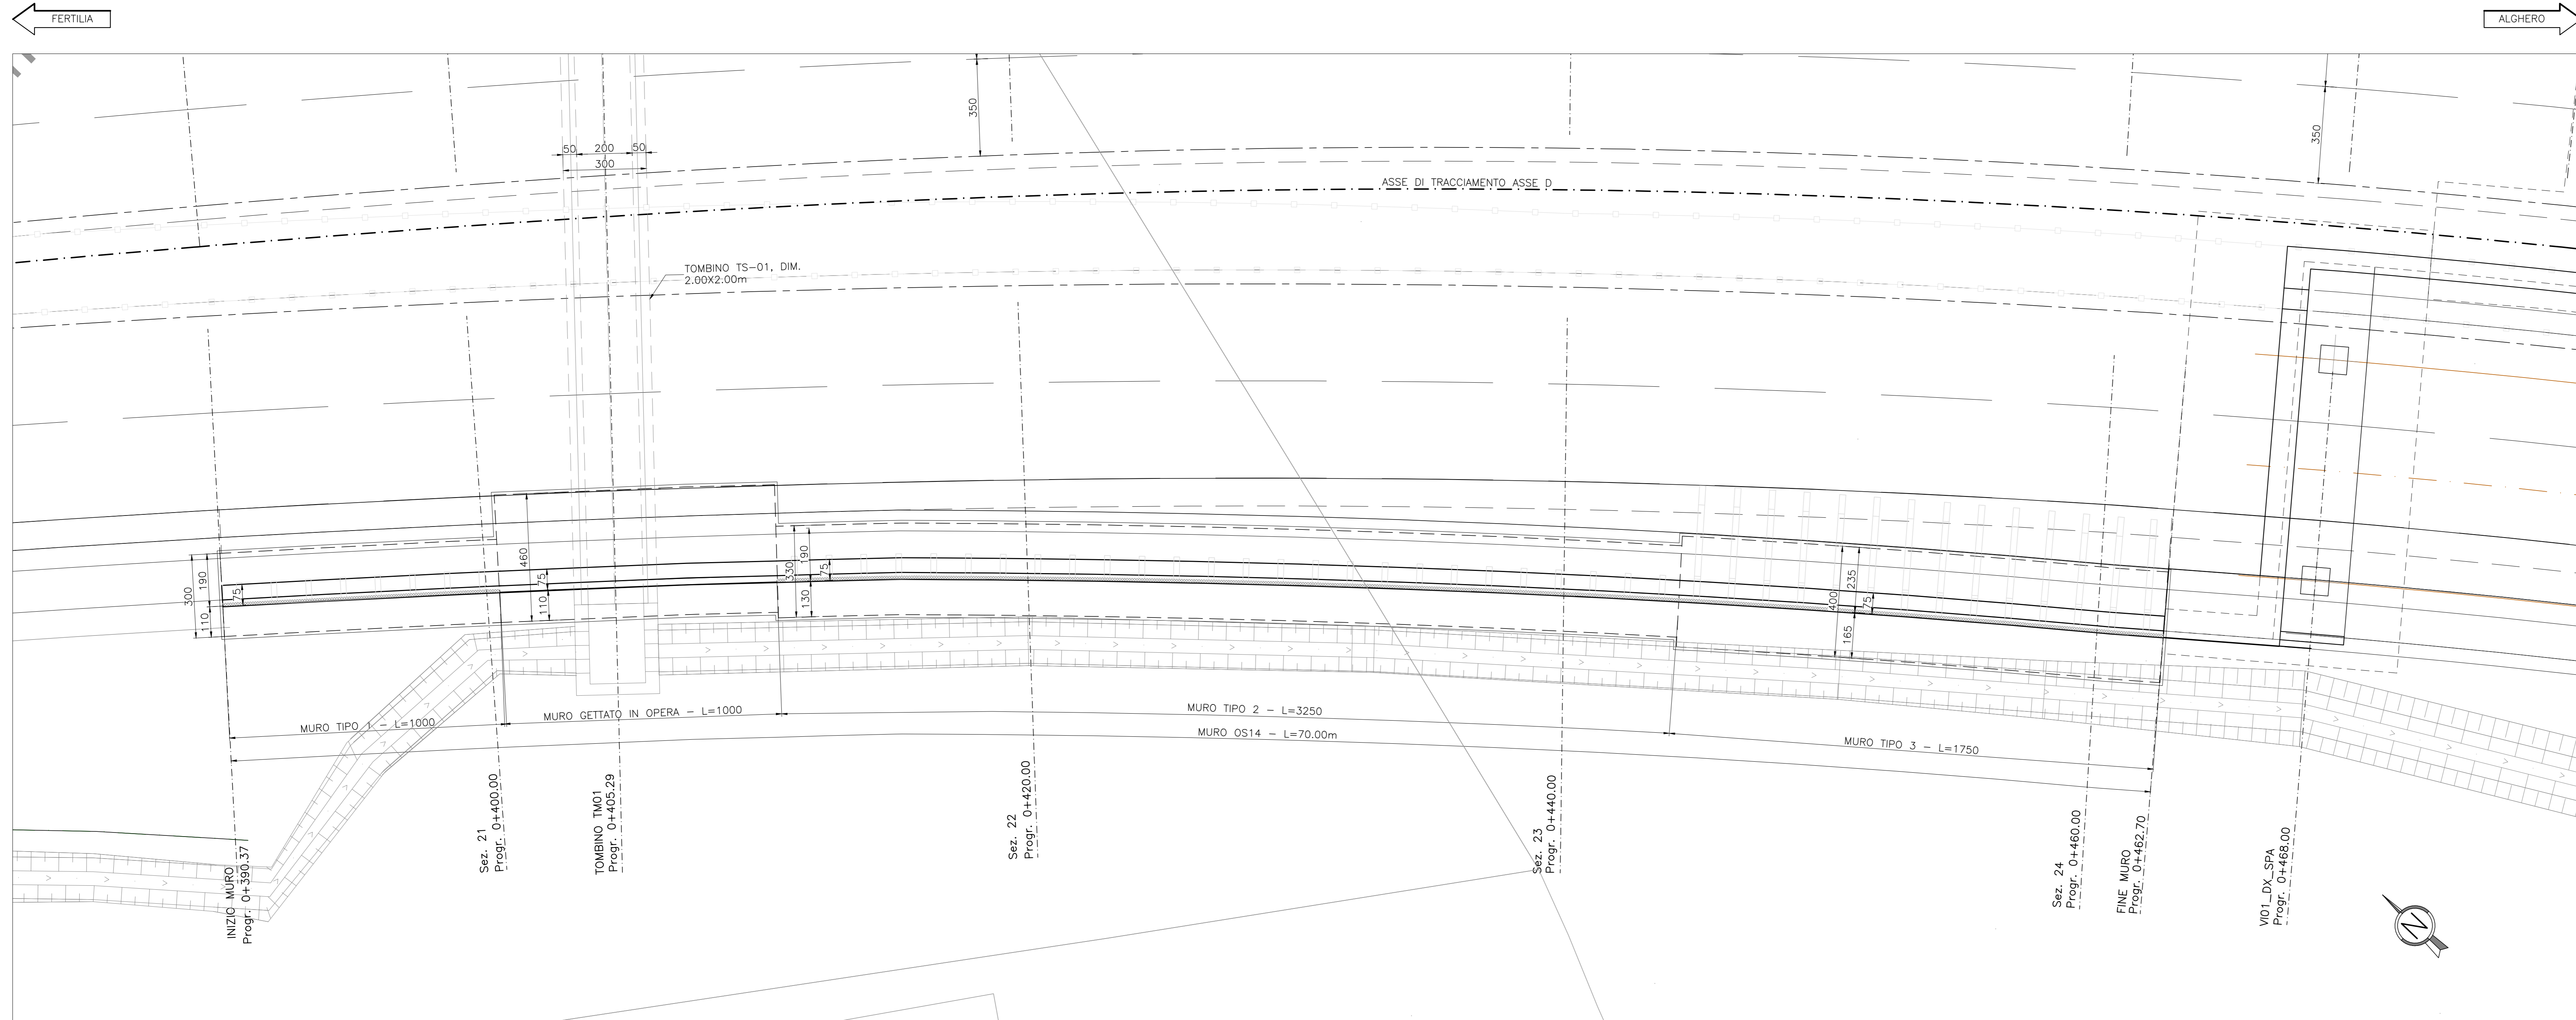 FERTILIA
ALGHERO
350
350
50
200
50
300
ASSE DI TRACCIAMENTO ASSE D
TOMBINO TS-01, DIM.
2.00X2.00m
300
190
110
75
460
75
110
330
190
130
75
400
235
75
165
MURO TIPO 1 - L=1000
MURO GETTATO IN OPERA - L=1000
MURO TIPO 2 - L=3250
MURO TIPO 3 - L=1750
MURO OS14 - L=70.00m
INIZIO MURO
Progr. 0+390.37
Sez. 21
Progr. 0+400.00
TOMBINO TM01
Progr. 0+405.29
Sez. 22
Progr. 0+420.00
Sez. 23
Progr. 0+440.00
Sez. 24
Progr. 0+460.00
FINE MURO
Progr. 0+462.70
VI01_DX_SPA
Progr. 0+468.00
N